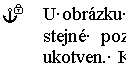 U obrázku
stejné poz
ukotven. K